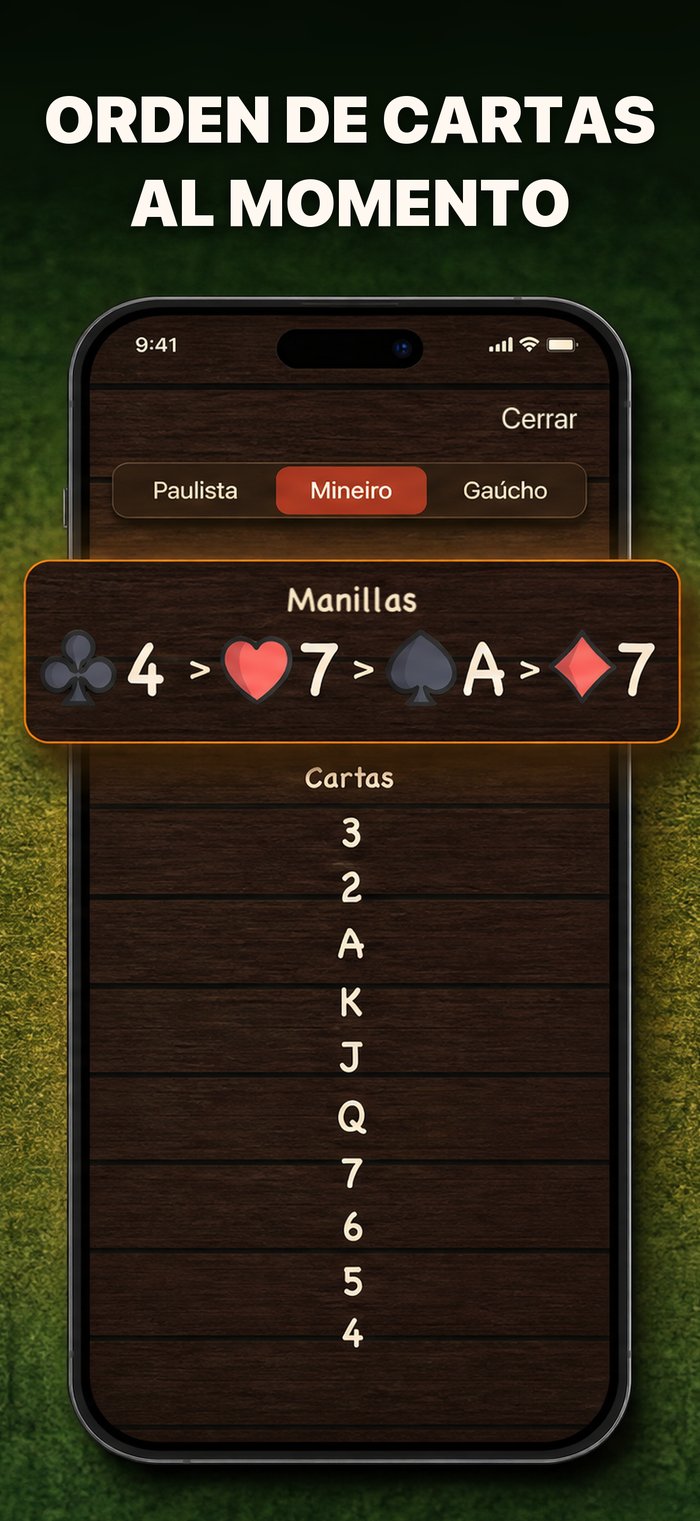 ORDEN DE CARTAS
AL MOMENTO
9:41
Cerrar
Paulista Mineiro Gaúcho
Manillas
♣4 > ♥7 > ♠A > ♦7
Cartas
3
2
A
K
J
Q
7
6
5
4